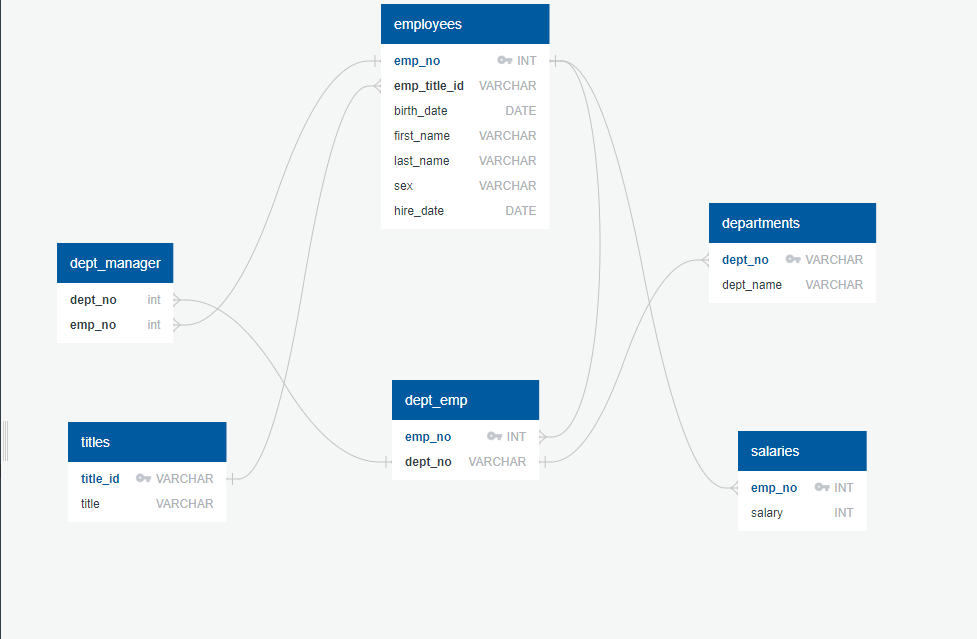 employees
emp_no INT
emp_title_id VARCHAR
birth_date DATE
first_name VARCHAR
last_name VARCHAR
sex VARCHAR
hire_date DATE
departments
dept_no VARCHAR
dept_name VARCHAR
dept_manager
dept_no int
emp_no int
dept_emp
emp_no INT
dept_no VARCHAR
titles
title_id VARCHAR
title VARCHAR
salaries
emp_no INT
salary INT